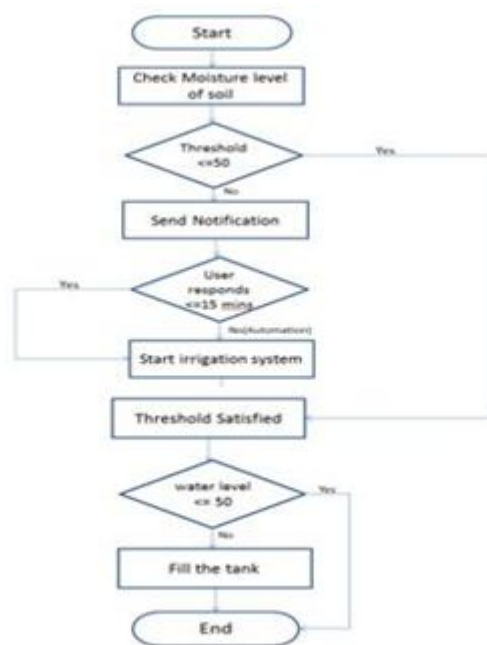 Start
Check Moisture level
of soil
Threshold
<=50
Yes
No
Send Notification
User
responds
<=15 mins
Yes
No(Automation)
Start irrigation system
Threshold Satisfied
water level
<= 50
Yes
No
Fill the tank
End